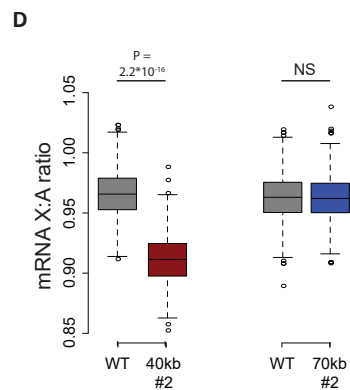 D
P =
2.2*10-16
NS
mRNA X:A ratio
1.05
1.00
0.95
0.90
0.85
WT 40kb WT 70kb
#2 #2